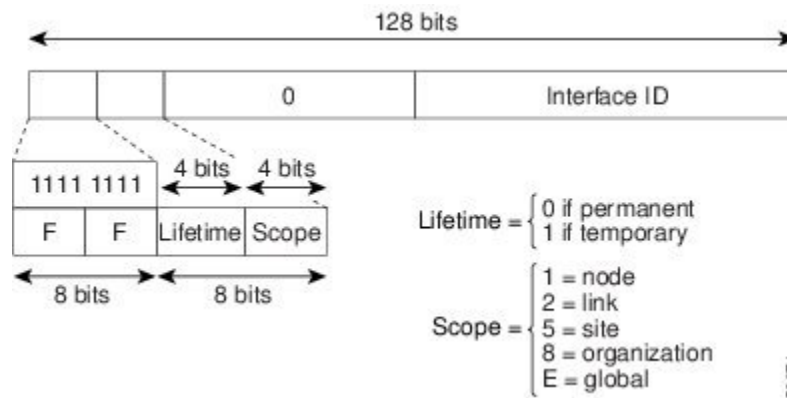 128 bits
0 Interface ID
4 bits 4 bits
1111 1111
F F Lifetime Scope
8 bits 8 bits
Lifetime = 0 if permanent
1 if temporary
Scope = 1 = node
2 = link
5 = site
8 = organization
E = global